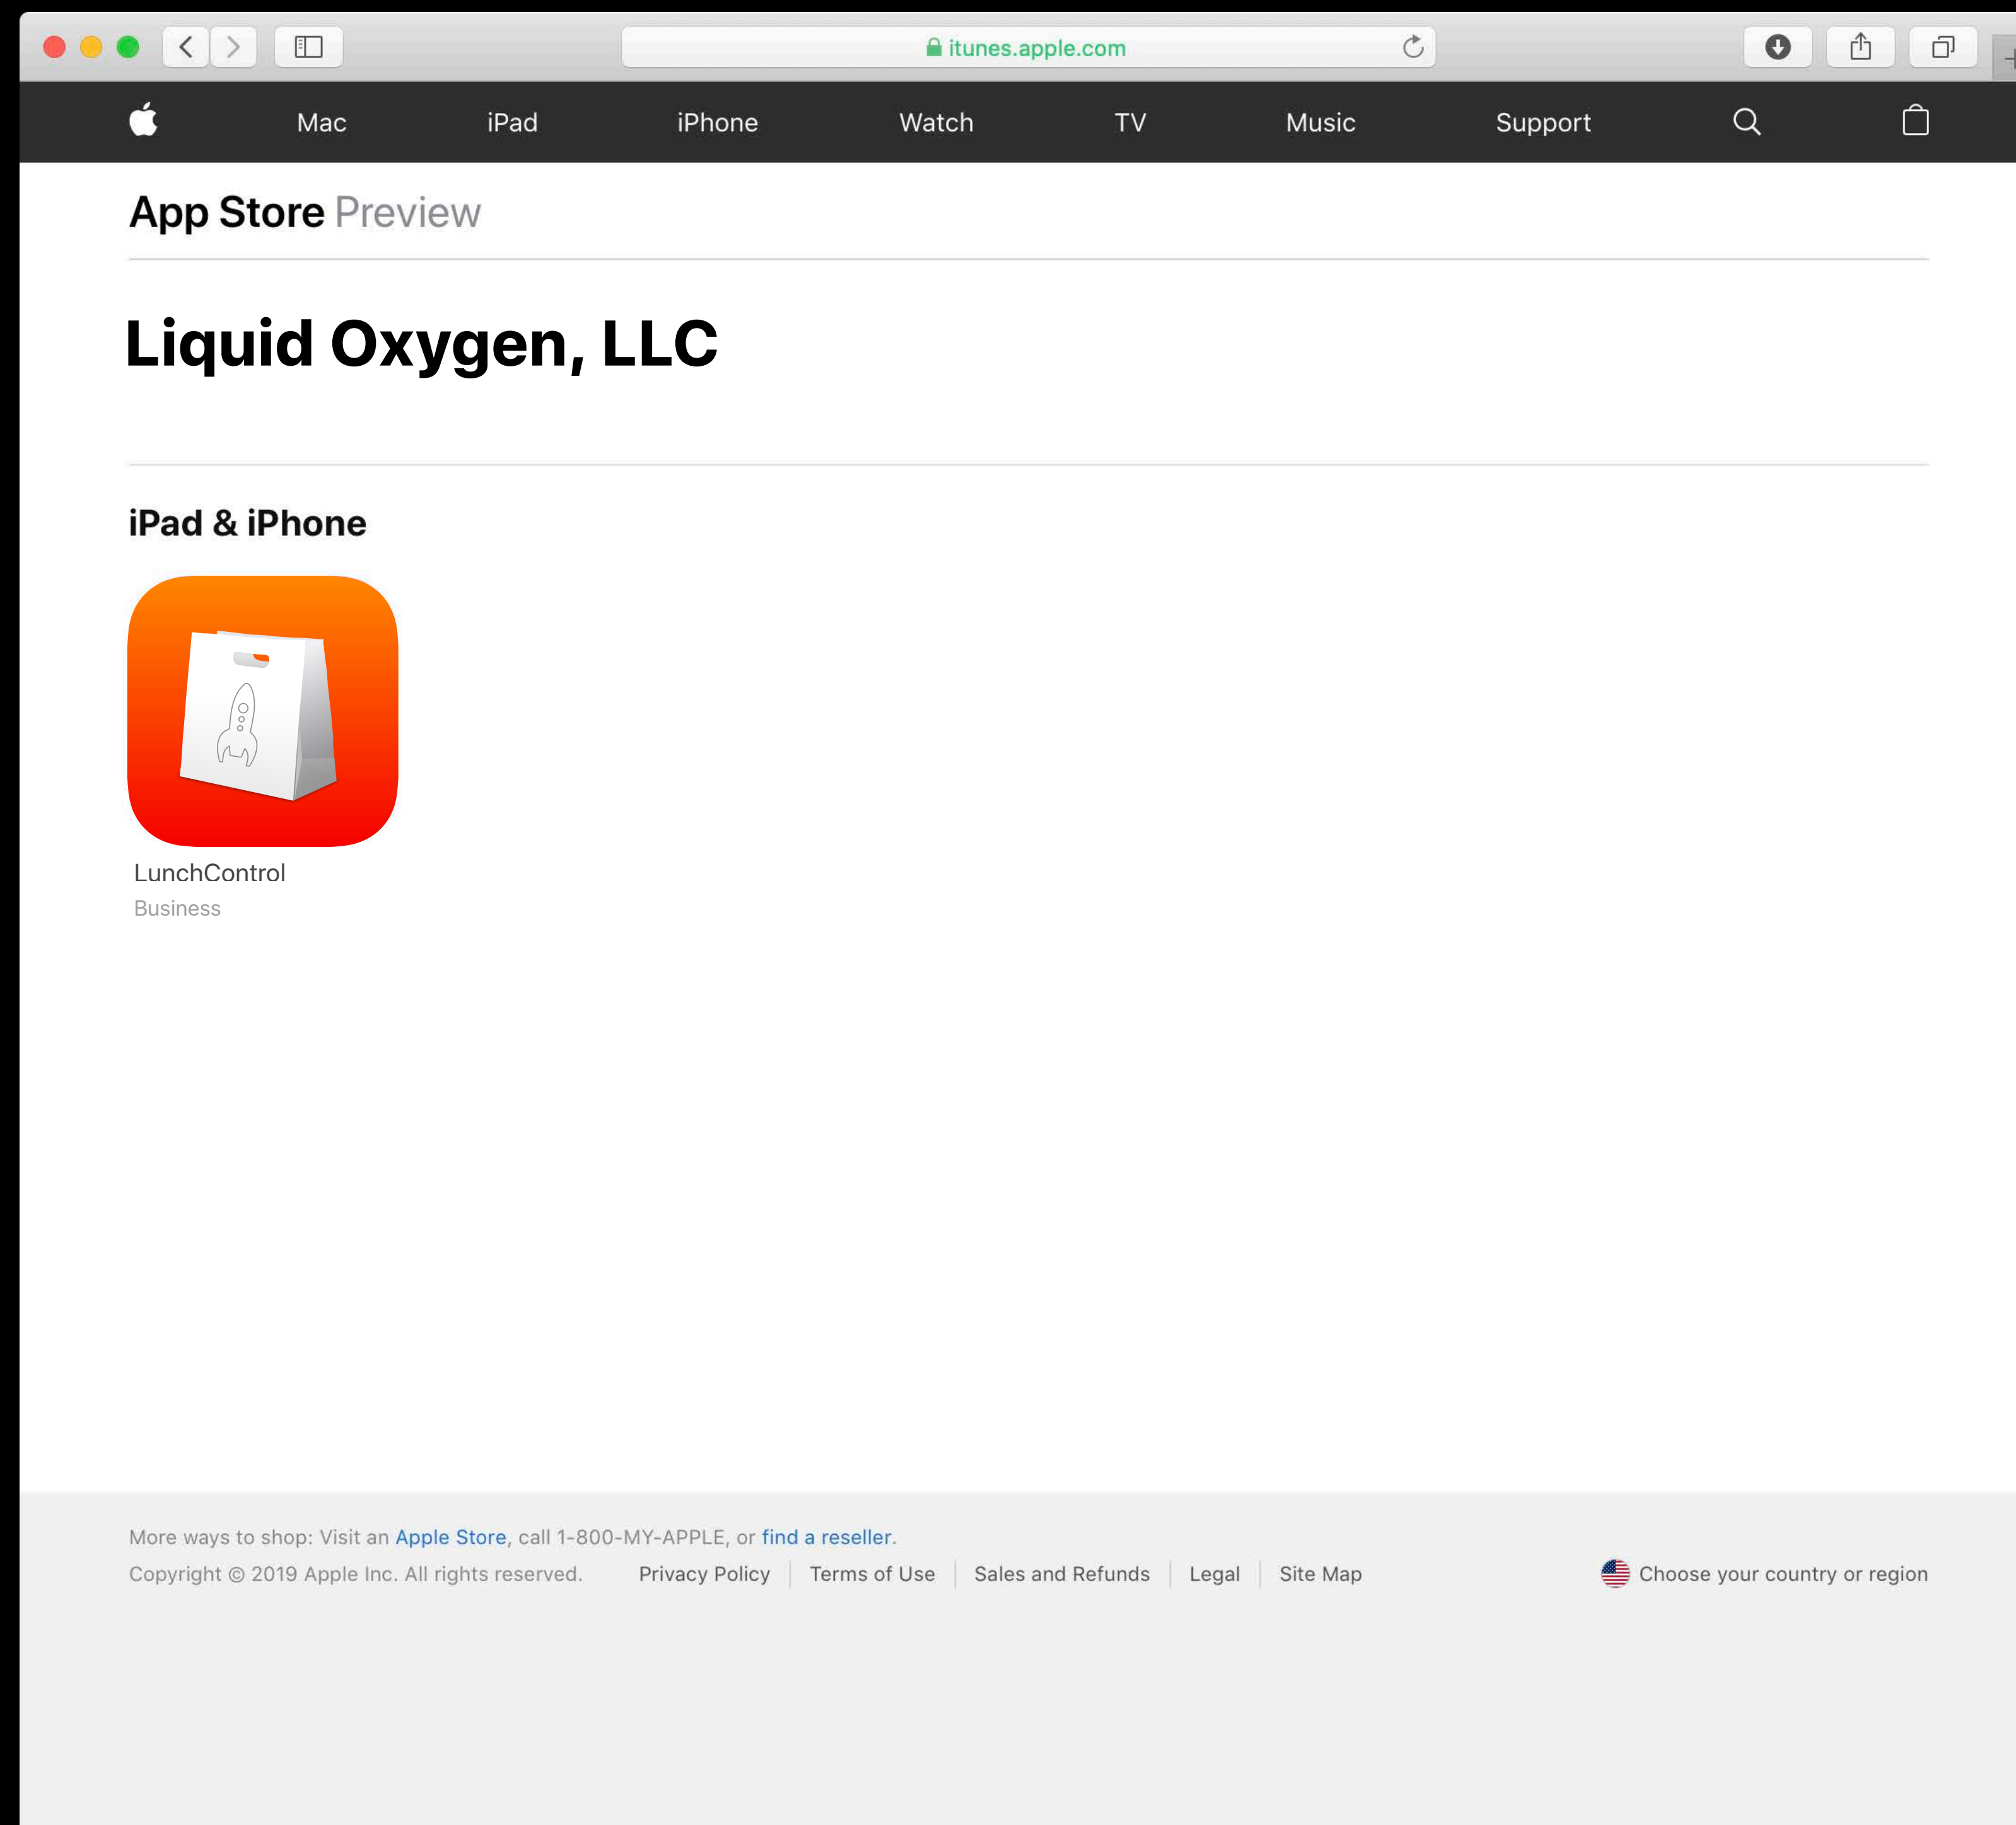 itunes.apple.com
Mac iPad iPhone Watch TV Music Support
App Store Preview
Liquid Oxygen, LLC
iPad & iPhone
LunchControl
Business
More ways to shop: Visit an Apple Store, call 1-800-MY-APPLE, or find a reseller.
Copyright © 2019 Apple Inc. All rights reserved. Privacy Policy Terms of Use Sales and Refunds Legal Site Map Choose your country or region